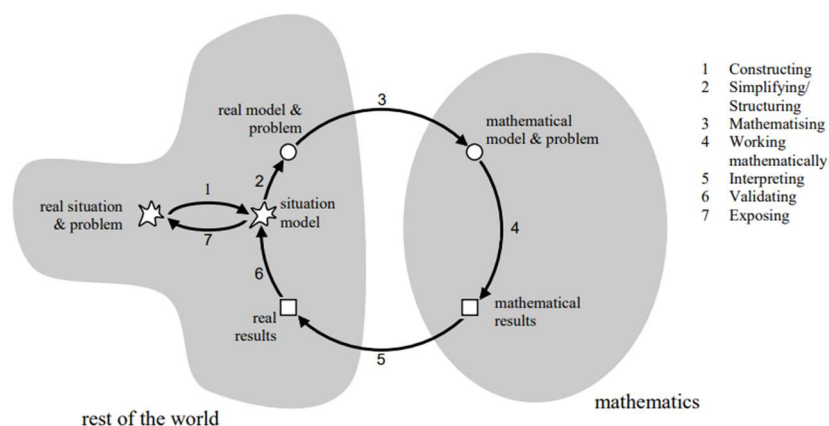 real model &
problem
3
mathematical
model & problem
real situation
& problem
1
2
situation
model
7
4
6
real
results
mathematical
results
5
rest of the world
mathematics
1 Constructing
2 Simplifying/
Structuring
3 Mathematising
4 Working
mathematically
5 Interpreting
6 Validating
7 Exposing